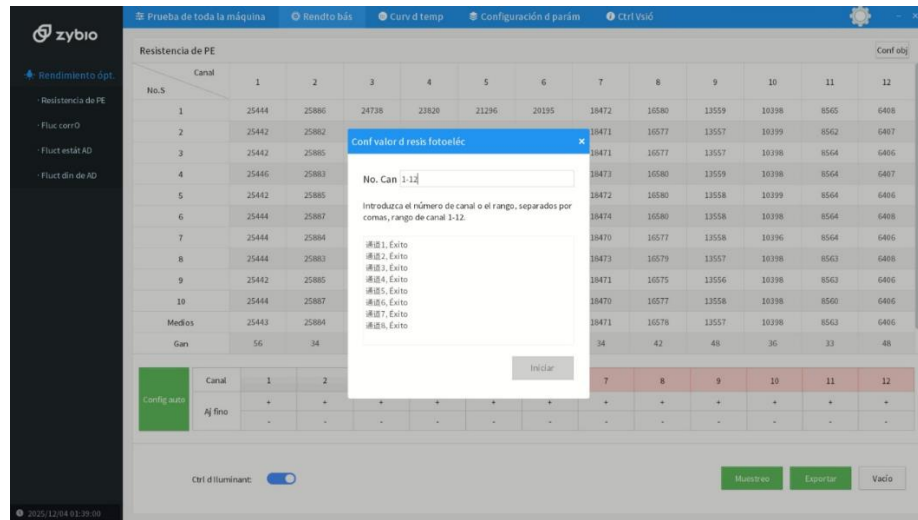 zybio
Prueba de toda la máquina Rendto bás Curv d temp Configuración d parám Ctrl Vsió
Rendimiento ópt.
· Resistencia de PE
· Fluc corrO
· Fluct estát AD
· Fluct din de AD
Resistencia de PE Conf obj
Canal
No.S
1 2 3 4 5 6 7 8 9 10 11 12
1 25444 25886 24738 23820 21296 20195 18472 16580 13559 10398 8565 6408
2 25442 25882 18471 16577 13557 10399 8562 6407
3 25442 25885 18471 16577 13557 10398 8564 6406
4 25446 25883 18473 16580 13559 10398 8564 6407
5 25442 25885 18472 16580 13558 10399 8564 6406
6 25444 25887 18474 16580 13558 10398 8564 6408
7 25444 25884 18470 16577 13558 10396 8564 6406
8 25444 25883 18473 16579 13557 10398 8563 6408
9 25442 25885 18471 16575 13556 10398 8563 6406
10 25444 25887 18470 16577 13558 10398 8560 6406
Medios 25443 25884 18471 16578 13557 10398 8563 6406
Gan 56 34 34 42 48 36 33 48
Conf valor d resis fotoeléc ×
No. Can 1-12
Introduzca el número de canal o el rango, separados por
comas, rango de canal 1-12.
通道1, Éxito
通道2, Éxito
通道3, Éxito
通道4, Éxito
通道5, Éxito
通道6, Éxito
通道7, Éxito
通道8, Éxito
Iniciar
Config auto
Canal 1 2 7 8 9 10 11 12
Aj fino
+ + + + + + + + + + + +
- - - - - - - -
Ctrl d Iluminant:
Muestreo Exportar Vacío
2025/12/04 01:39:00